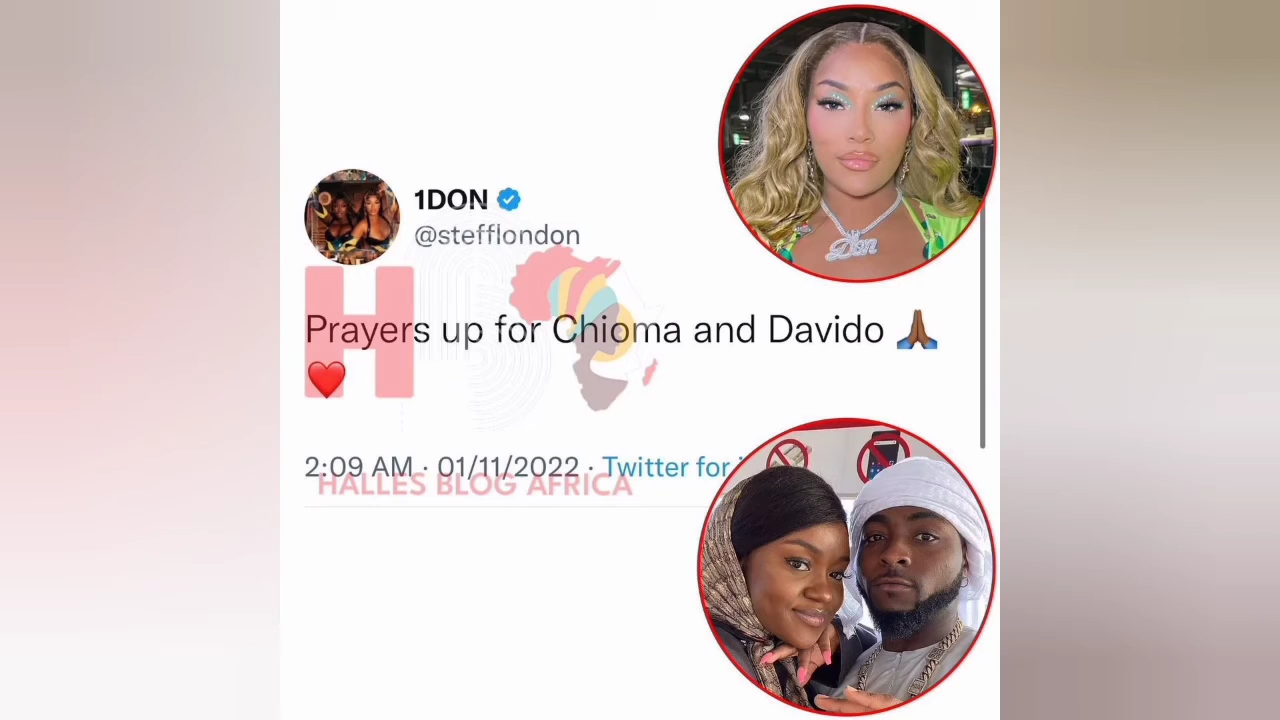 1DON
@stefflondon
Prayers up for Chioma and Davido 🙏🏾
❤️
2:09 AM · 01/11/2022 · Twitter for
HALLES BLOG AFRICA
Don